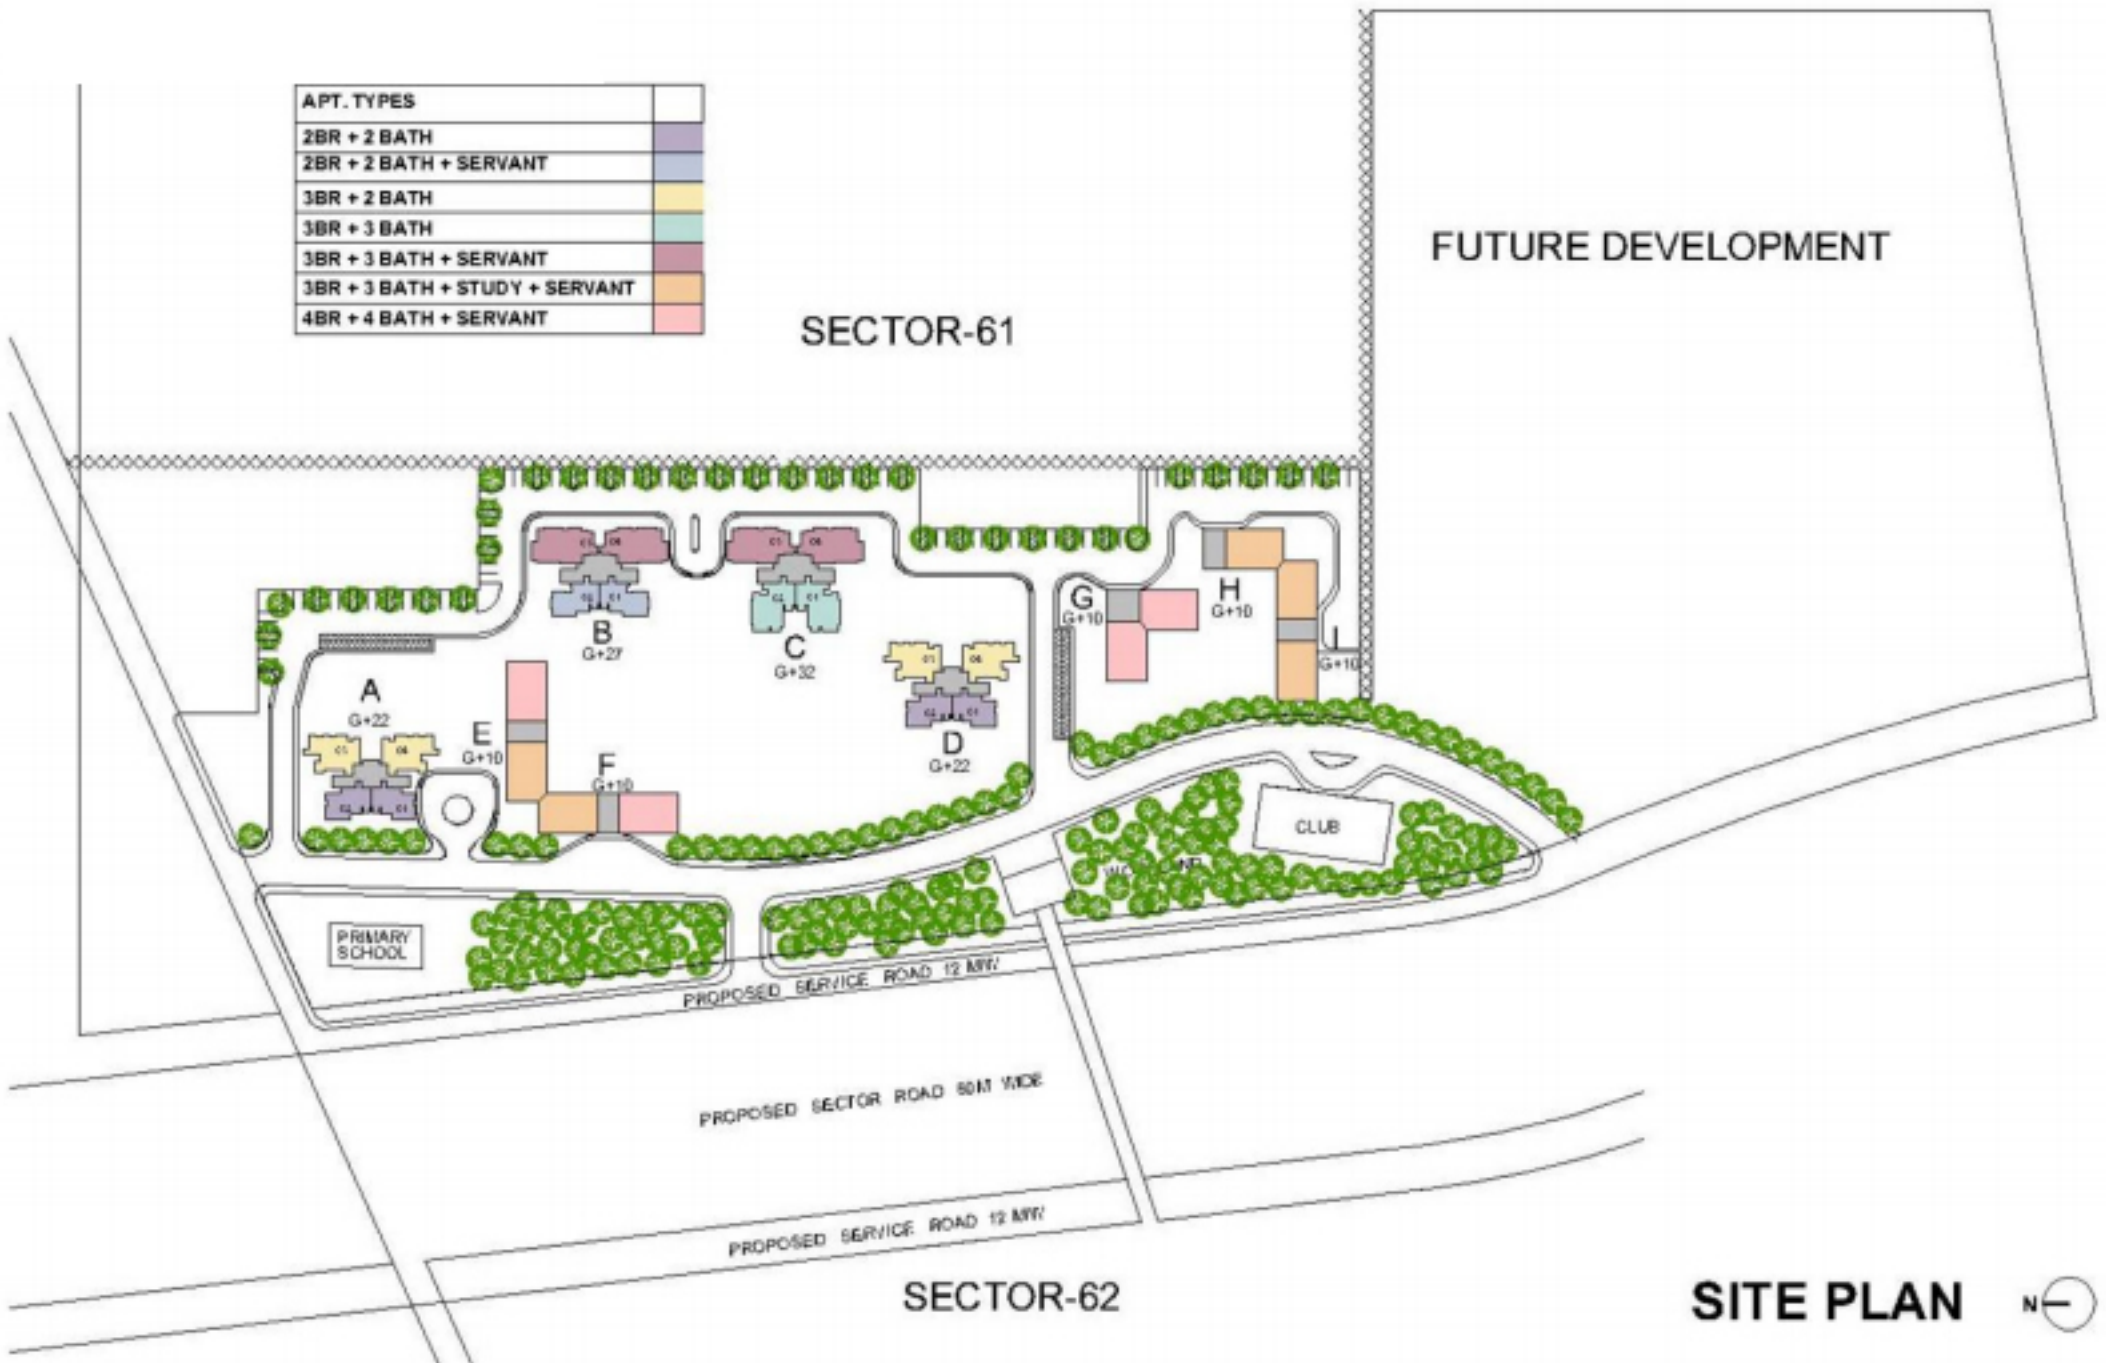 APT. TYPES
2BR + 2 BATH
2BR + 2 BATH + SERVANT
3BR + 2 BATH
3BR + 3 BATH
3BR + 3 BATH + SERVANT
3BR + 3 BATH + STUDY + SERVANT
4BR + 4 BATH + SERVANT
FUTURE DEVELOPMENT
SECTOR-61
B
G+27
C
G+32
G
G+10
H
G+10
I
G+10
A
G+22
E
G+10
F
G+10
D
G+22
CLUB
PRIMARY
SCHOOL
PROPOSED SERVICE ROAD 12 MW
PROPOSED SECTOR ROAD 60M WIDE
PROPOSED SERVICE ROAD 12 MW
SECTOR-62
SITE PLAN
N